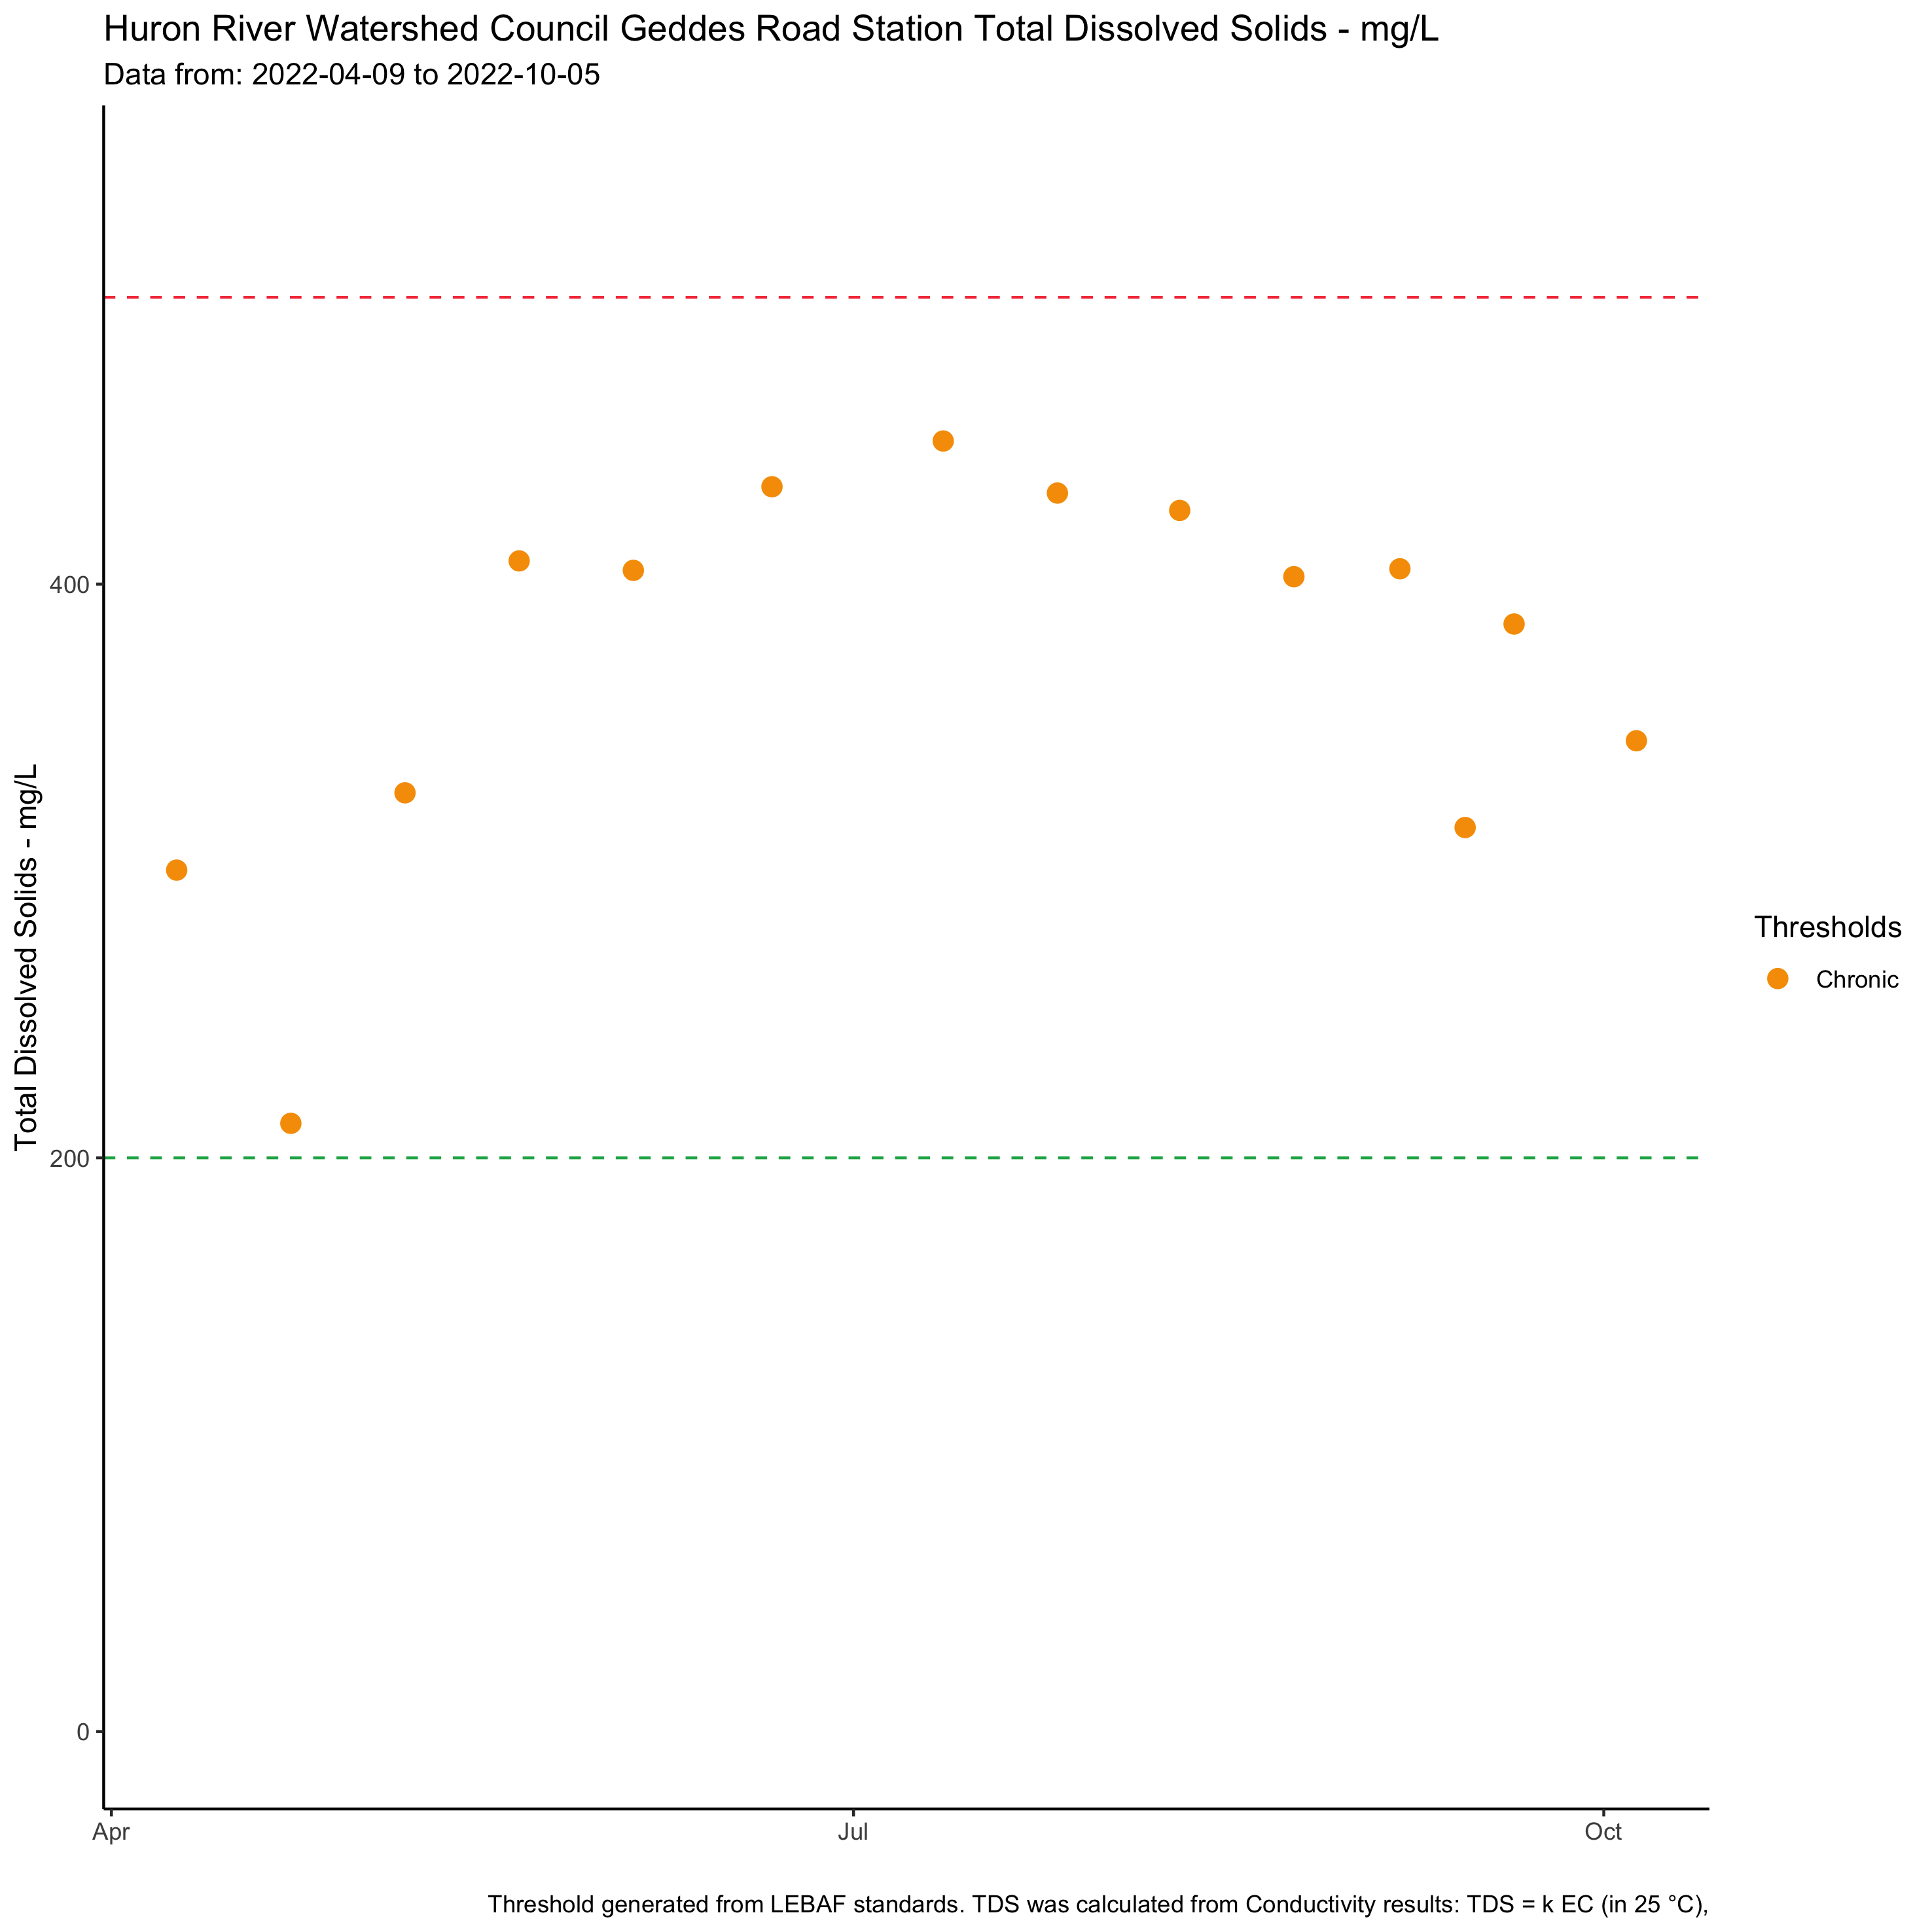 Huron River Watershed Council Geddes Road Station Total Dissolved Solids - mg/L
Data from: 2022-04-09 to 2022-10-05
Total Dissolved Solids - mg/L
400
200
0
Apr
Jul
Oct
Thresholds
Chronic
Threshold generated from LEBAF standards. TDS was calculated from Conductivity results: TDS = k EC (in 25 °C),